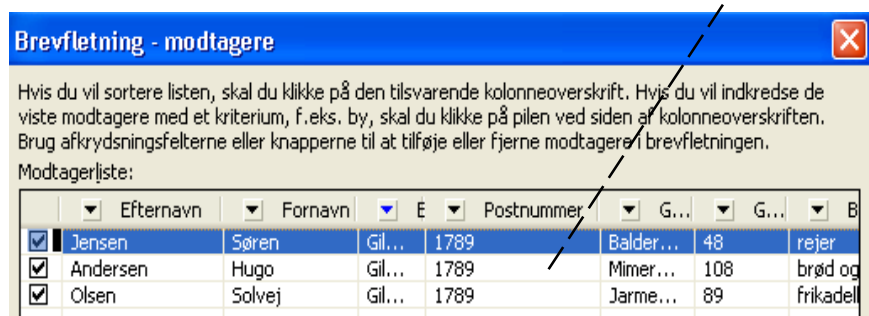 Brevfletning - modtagere
Hvis du vil sortere listen, skal du klikke på den tilsvarende kolonneoverskrift. Hvis du vil indkredse de
viste modtagere med et kriterium, f.eks. by, skal du klikke på pilen ved siden af kolonneoverskriften.
Brug afkrydsningsfelterne eller knapperne til at tilføje eller fjerne modtagere i brevfletningen.
Modtagerliste:
Efternavn Fornavn E Postnummer G... G... B
Jensen Søren Gil... 1789 Balder... 48 rejer
Andersen Hugo Gil... 1789 Mimer... 108 brød og
Olsen Solvej Gil... 1789 Jarme... 89 frikadell